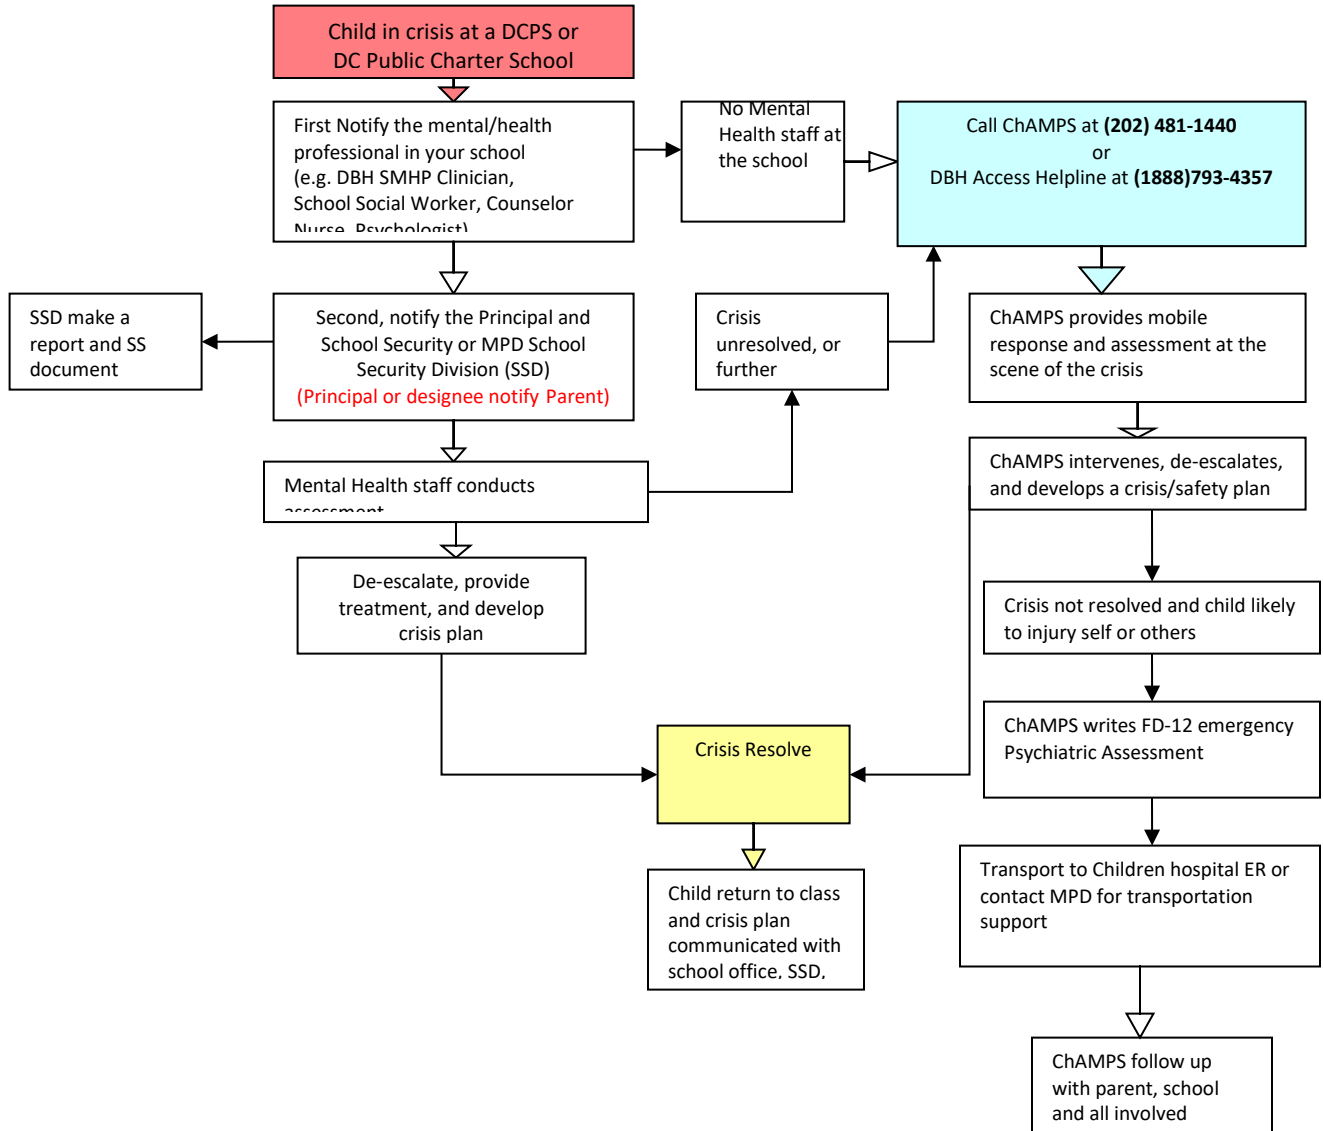 Child in crisis at a DCPS or
DC Public Charter School
First Notify the mental/health
professional in your school
(e.g. DBH SMHP Clinician,
School Social Worker, Counselor
Nurse, Psychologist)
No Mental
Health staff at
the school
Call ChAMPS at (202) 481-1440
or
DBH Access Helpline at (1888)793-4357
SSD make a
report and SS
document
Second, notify the Principal and
School Security or MPD School
Security Division (SSD)
(Principal or designee notify Parent)
Crisis
unresolved, or
further
ChAMPS provides mobile
response and assessment at the
scene of the crisis
Mental Health staff conducts
assessment
ChAMPS intervenes, de-escalates,
and develops a crisis/safety plan
De-escalate, provide
treatment, and develop
crisis plan
Crisis not resolved and child likely
to injury self or others
Crisis Resolve
ChAMPS writes FD-12 emergency
Psychiatric Assessment
Child return to class
and crisis plan
communicated with
school office, SSD,
Transport to Children hospital ER or
contact MPD for transportation
support
ChAMPS follow up
with parent, school
and all involved